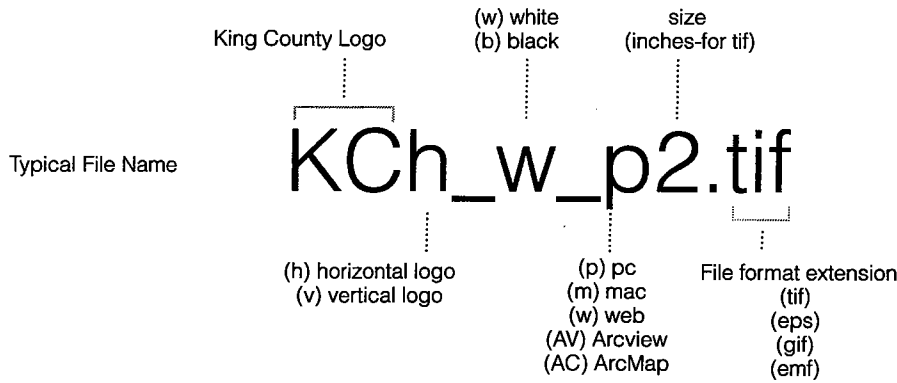 King County Logo
(w) white
(b) black
size
(inches-for tif)
Typical File Name
KCh_w_p2.tif
(h) horizontal logo
(v) vertical logo
(p) pc
(m) mac
(w) web
(AV) Arcview
(AC) ArcMap
File format extension
(tif)
(eps)
(gif)
(emf)